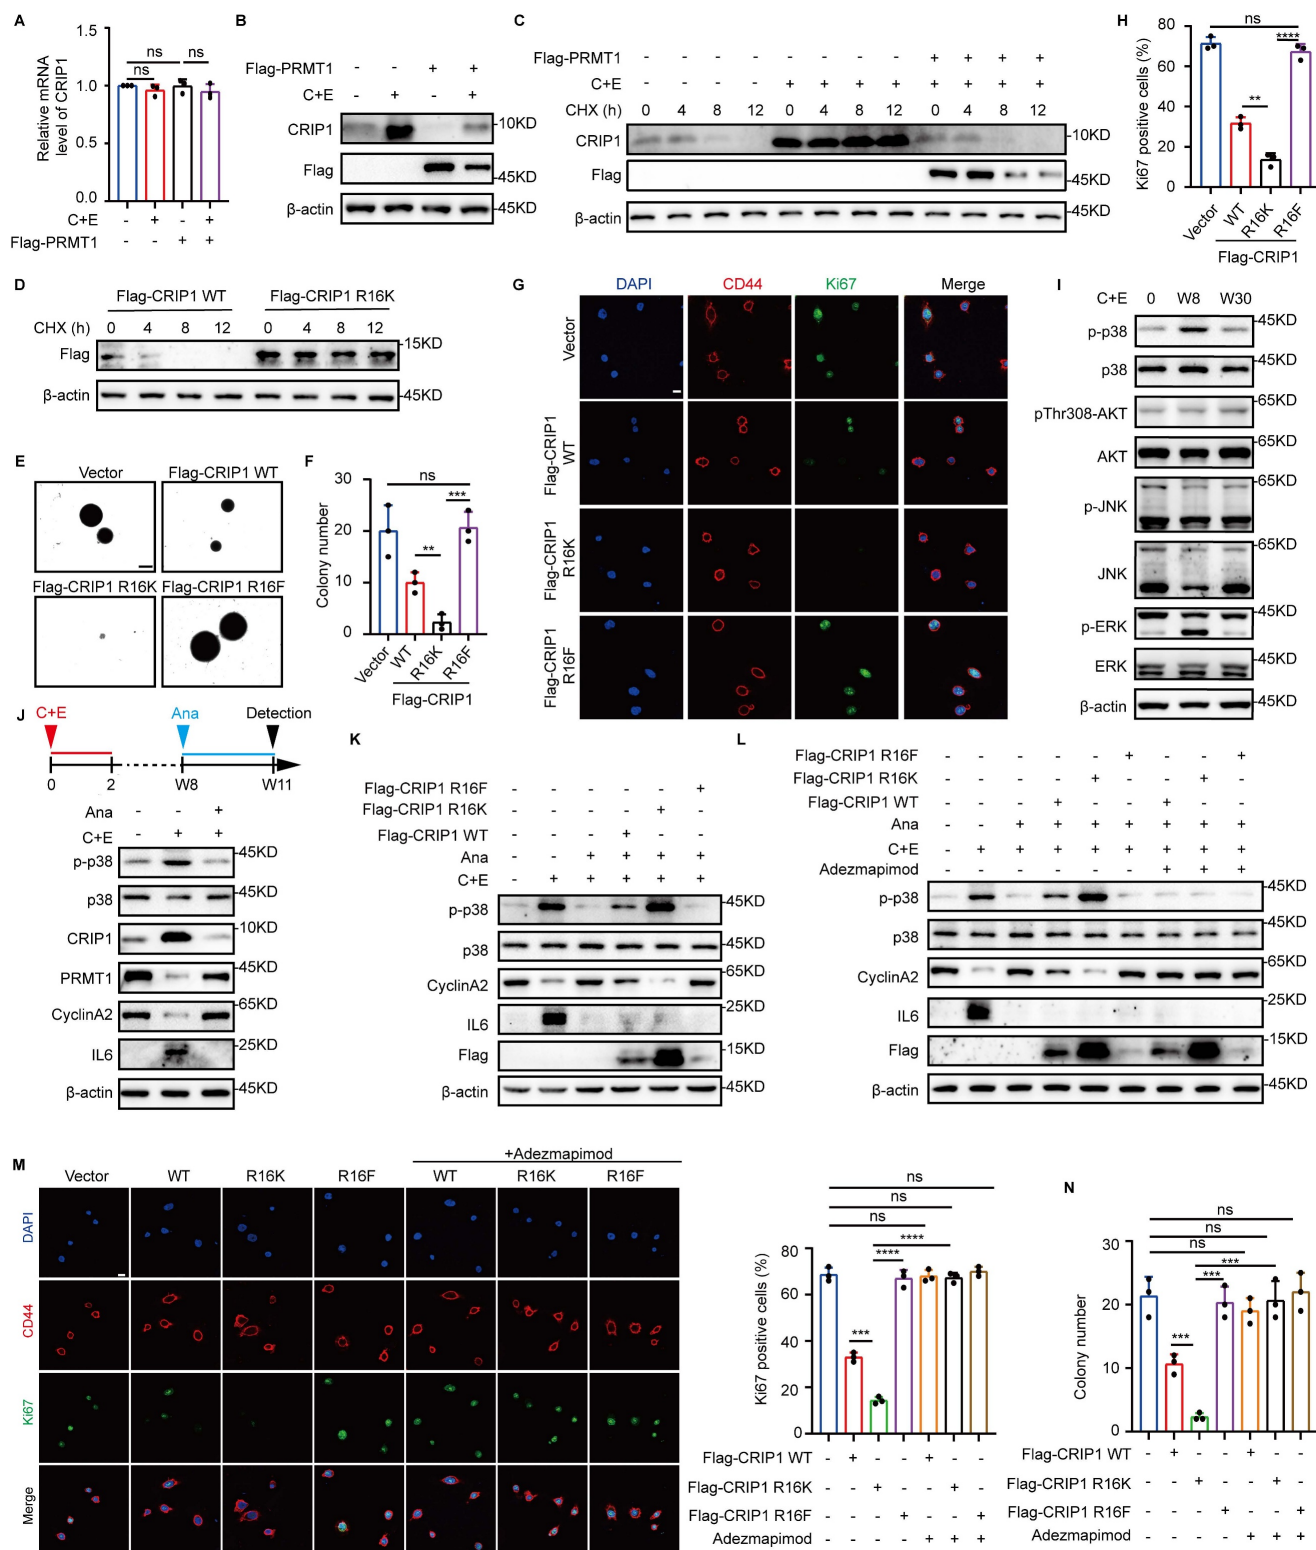 A
Relative mRNA
level of CRIP1
1.5
1.0
0.5
0.0
ns
ns
ns
C+E - + - +
Flag-PRMT1 - - + +
B
Flag-PRMT1 - - + +
C+E - + - +
CRIP1 -10KD
Flag -45KD
β-actin -45KD
C
Flag-PRMT1 - - - - - - - - + + + +
C+E - - - - + + + + + + + +
CHX (h) 0 4 8 12 0 4 8 12 0 4 8 12
CRIP1 -10KD
Flag -45KD
β-actin -45KD
H
Ki67 positive cells (%)
80
60
40
20
0
ns
****
**
Vector WT R16K R16F
Flag-CRIP1
D
Flag-CRIP1 WT Flag-CRIP1 R16K
CHX (h) 0 4 8 12 0 4 8 12
Flag -15KD
β-actin -45KD
E
Vector Flag-CRIP1 WT
Flag-CRIP1 R16K Flag-CRIP1 R16F
F
Colony number
30
20
10
0
ns
***
**
Vector WT R16K R16F
Flag-CRIP1
G
DAPI CD44 Ki67 Merge
Vector
Flag-CRIP1
WT
Flag-CRIP1
R16K
Flag-CRIP1
R16F
I
C+E 0 W8 W30
p-p38 -45KD
p38 -45KD
pThr308-AKT -65KD
AKT -65KD
p-JNK -65KD
JNK -65KD
p-ERK -45KD
ERK -45KD
β-actin -45KD
J
C+E Ana Detection
0 2 W8 W11
Ana - - +
C+E - + +
p-p38 -45KD
p38 -45KD
CRIP1 -10KD
PRMT1 -45KD
CyclinA2 -65KD
IL6 -25KD
β-actin -45KD
K
Flag-CRIP1 R16F - - - - - +
Flag-CRIP1 R16K - - - - + -
Flag-CRIP1 WT - - - + - -
Ana - - + + + +
C+E - + + + + +
p-p38 -45KD
p38 -45KD
CyclinA2 -65KD
IL6 -25KD
Flag -15KD
β-actin -45KD
L
Flag-CRIP1 R16F - - - - - + - - +
Flag-CRIP1 R16K - - - - + - - + -
Flag-CRIP1 WT - - - + - - + - -
Ana - - + + + + + + +
C+E - + + + + + + + +
Adezmapimod - - - - - - + + +
p-p38 -45KD
p38 -45KD
CyclinA2 -65KD
IL6 -25KD
Flag -15KD
β-actin -45KD
M
+Adezmapimod
Vector WT R16K R16F WT R16K R16F
DAPI
CD44
Ki67
Merge
Ki67 positive cells (%)
80
60
40
20
0
ns
ns
ns
****
****
***
Flag-CRIP1 WT - + - - + - -
Flag-CRIP1 R16K - - + - - + -
Flag-CRIP1 R16F - - - + - - +
Adezmapimod - - - - + + +
N
Colony number
30
20
10
0
ns
ns
ns
***
***
***
Flag-CRIP1 WT - + - - + - -
Flag-CRIP1 R16K - - + - - + -
Flag-CRIP1 R16F - - - + - - +
Adezmapimod - - - - + + +